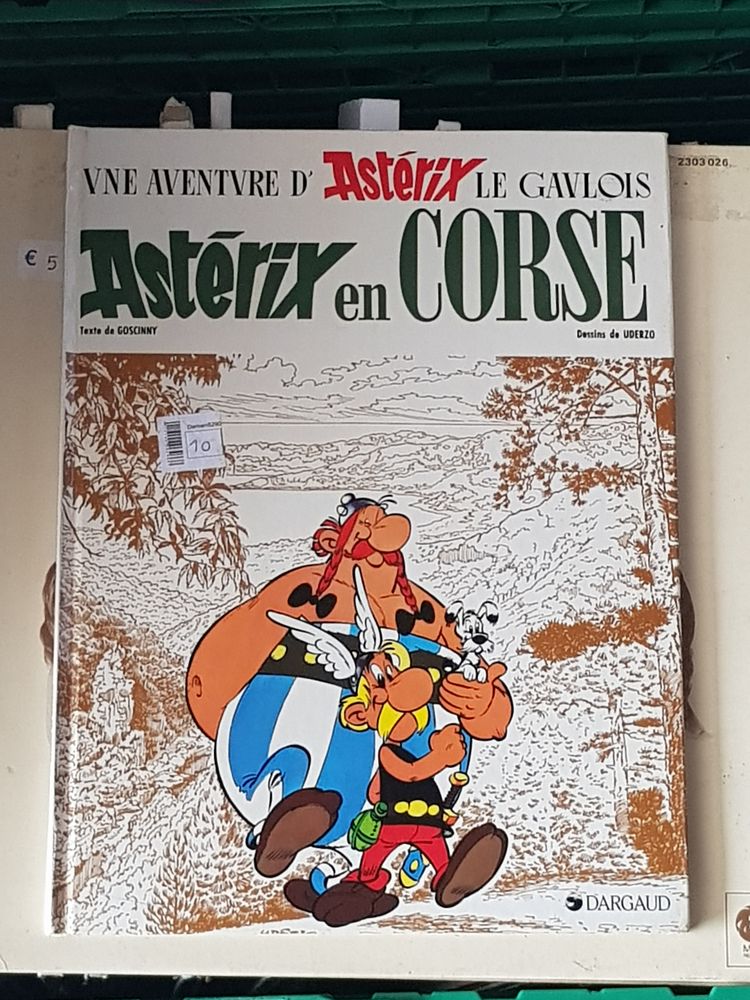 2303 026
VNE AVENTVRE D' Astérix LE GAVLOIS
€ 5
Astérix en CORSE
Texte de GOSCINNY
Dessins de UDERZO
10
DARGAUD